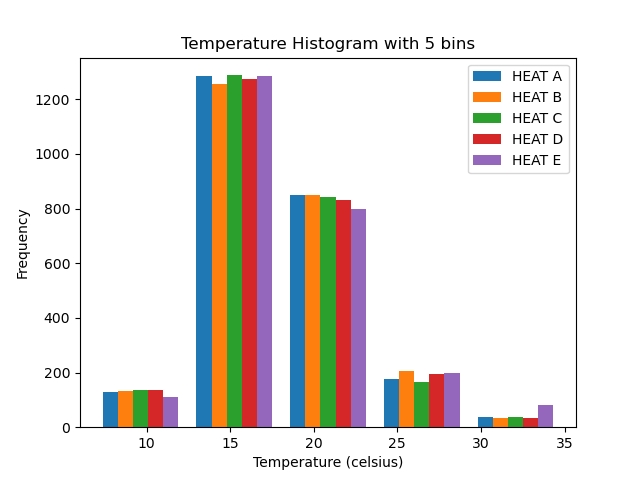 Temperature Histogram with 5 bins
HEAT A
HEAT B
HEAT C
HEAT D
HEAT E
1200
1000
800
600
400
200
0
Frequency
10 15 20 25 30 35
Temperature (celsius)